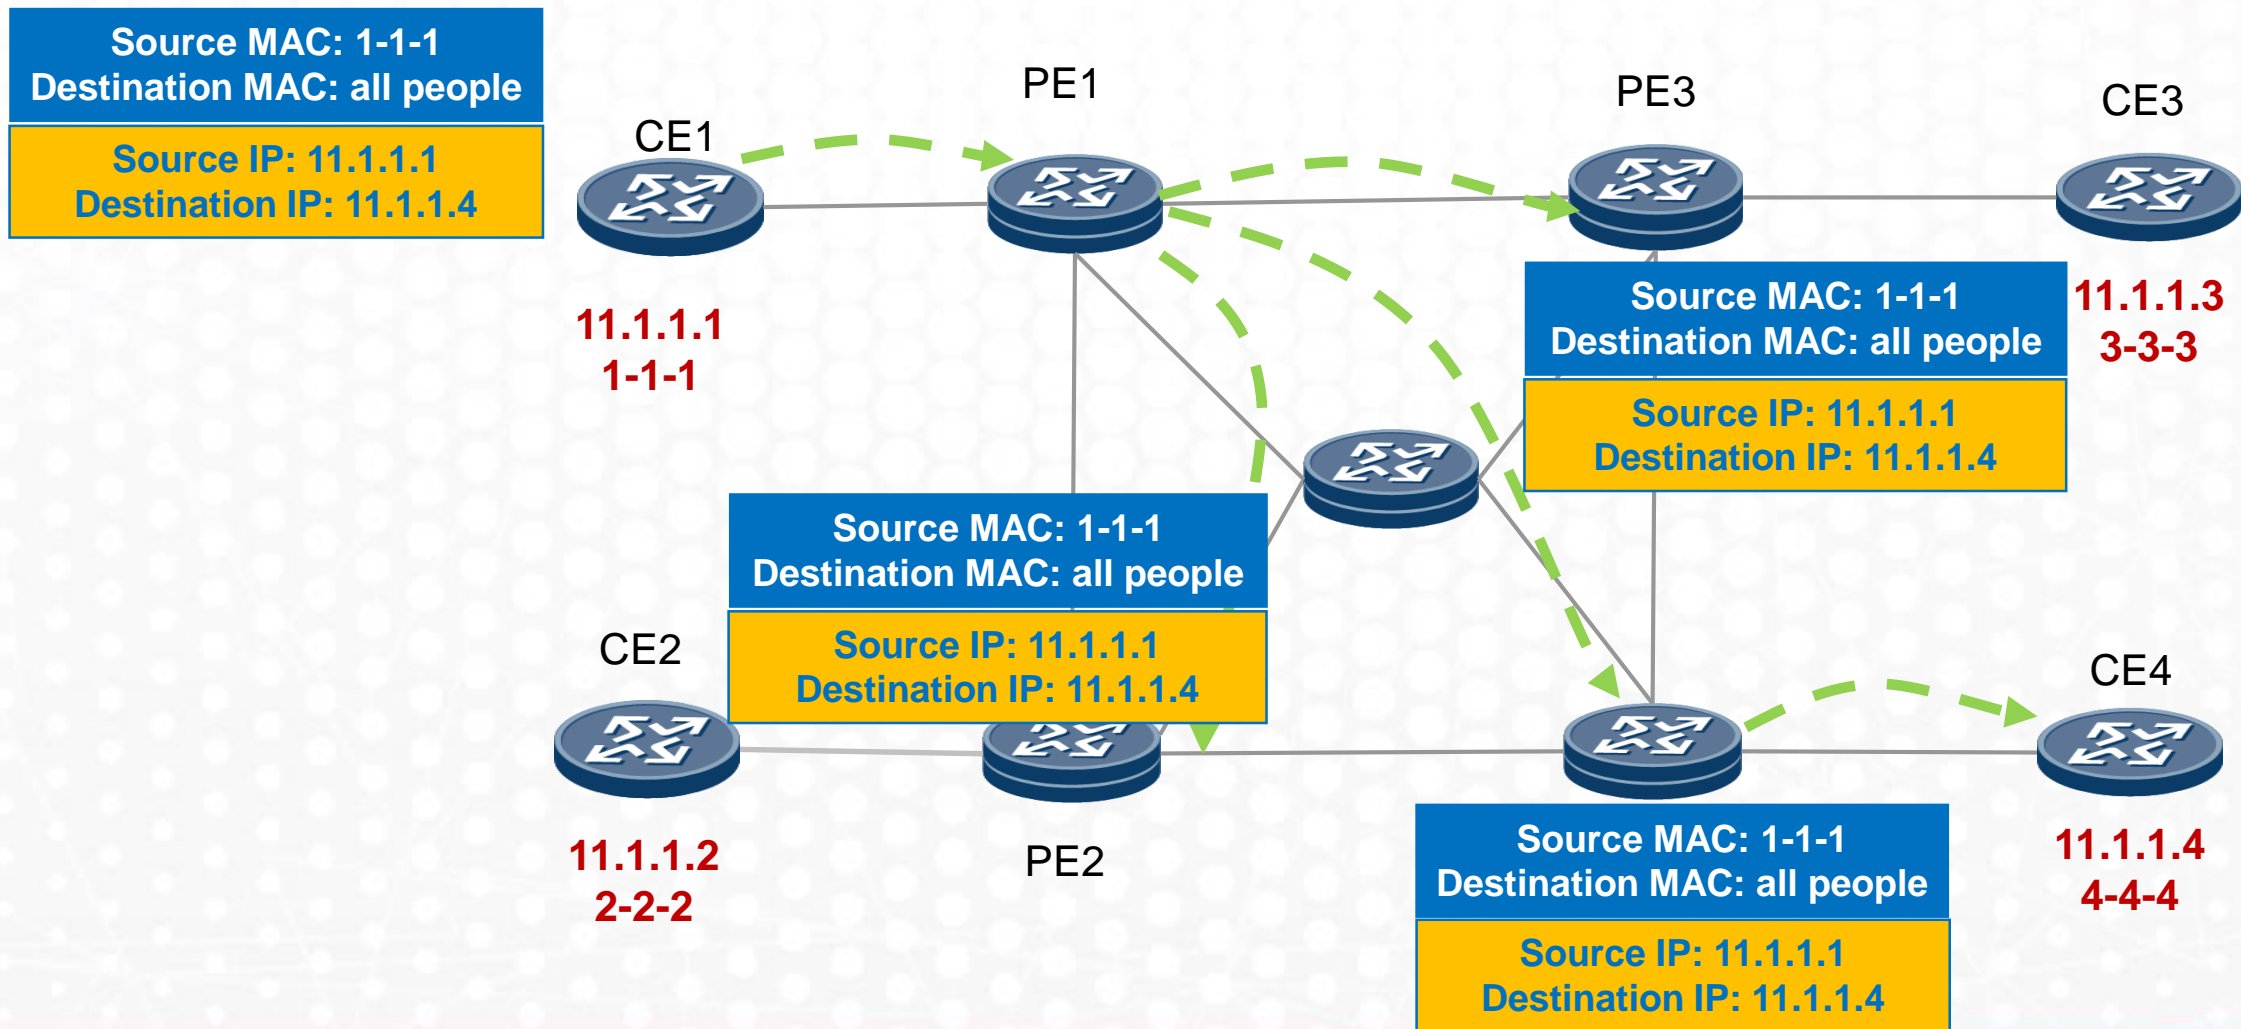 Source MAC: 1-1-1
Destination MAC: all people
Source IP: 11.1.1.1
Destination IP: 11.1.1.4
CE1
PE1
PE3
CE3
11.1.1.1
1-1-1
Source MAC: 1-1-1
Destination MAC: all people
Source IP: 11.1.1.1
Destination IP: 11.1.1.4
11.1.1.3
3-3-3
Source MAC: 1-1-1
Destination MAC: all people
Source IP: 11.1.1.1
Destination IP: 11.1.1.4
CE2
CE4
11.1.1.2
2-2-2
PE2
Source MAC: 1-1-1
Destination MAC: all people
Source IP: 11.1.1.1
Destination IP: 11.1.1.4
11.1.1.4
4-4-4